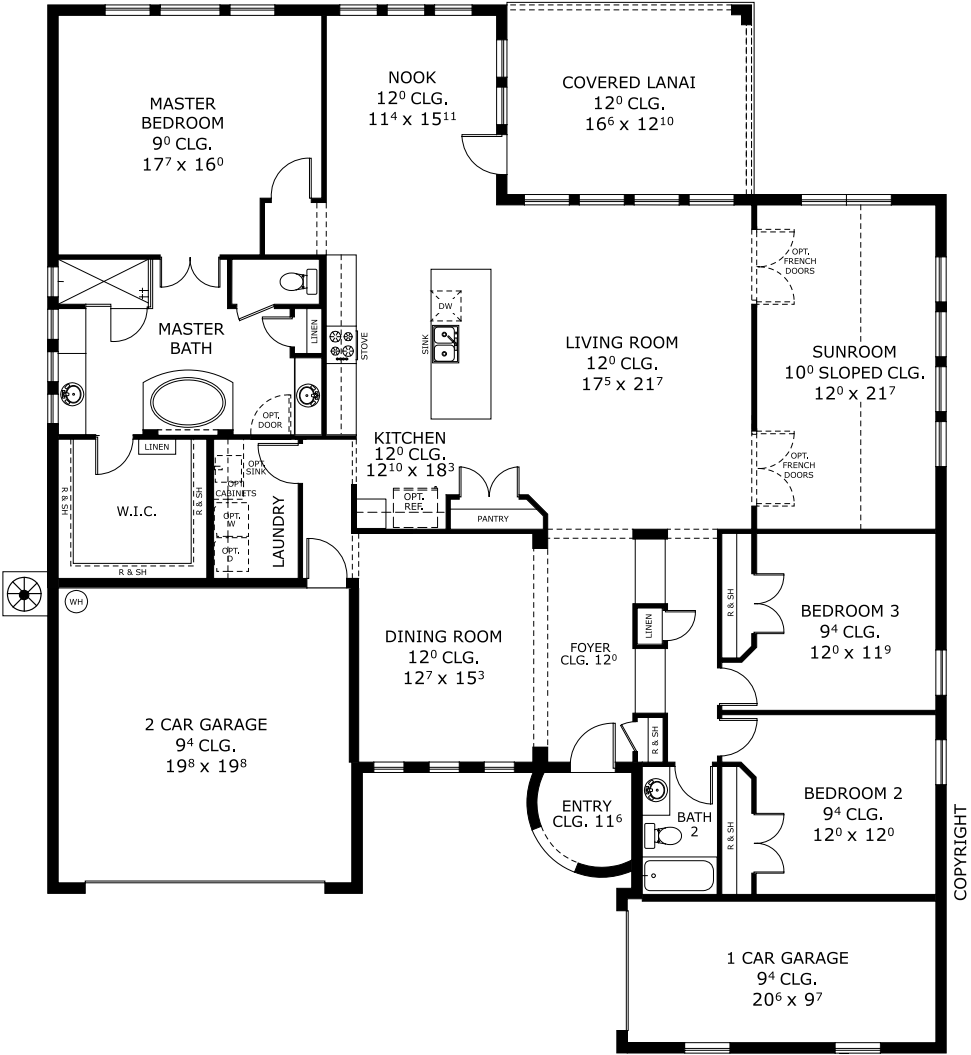 NOOK
12⁰ CLG.
11⁴ x 15¹¹
COVERED LANAI
12⁰ CLG.
16⁶ x 12¹⁰
MASTER
BEDROOM
9⁰ CLG.
17⁷ x 16⁰
OPT.
FRENCH
DOORS
DW
SINK
STOVE
LINEN
MASTER
BATH
LIVING ROOM
12⁰ CLG.
17⁵ x 21⁷
SUNROOM
10⁰ SLOPED CLG.
12⁰ x 21⁷
OPT.
DOOR
KITCHEN
12⁰ CLG.
12¹⁰ x 18³
LINEN
OPT.
SINK
OPT
CABINETS
OPT.
FRENCH
DOORS
R & SH
W.I.C.
R & SH
R & SH
OPT.
W
OPT.
D
LAUNDRY
OPT.
REF.
PANTRY
WH
DINING ROOM
12⁰ CLG.
12⁷ x 15³
FOYER
CLG. 12⁰
LINEN
R & SH
BEDROOM 3
9⁴ CLG.
12⁰ x 11⁹
2 CAR GARAGE
9⁴ CLG.
19⁸ x 19⁸
R & SH
ENTRY
CLG. 11⁶
BATH
2
R & SH
BEDROOM 2
9⁴ CLG.
12⁰ x 12⁰
COPYRIGHT
1 CAR GARAGE
9⁴ CLG.
20⁶ x 9⁷